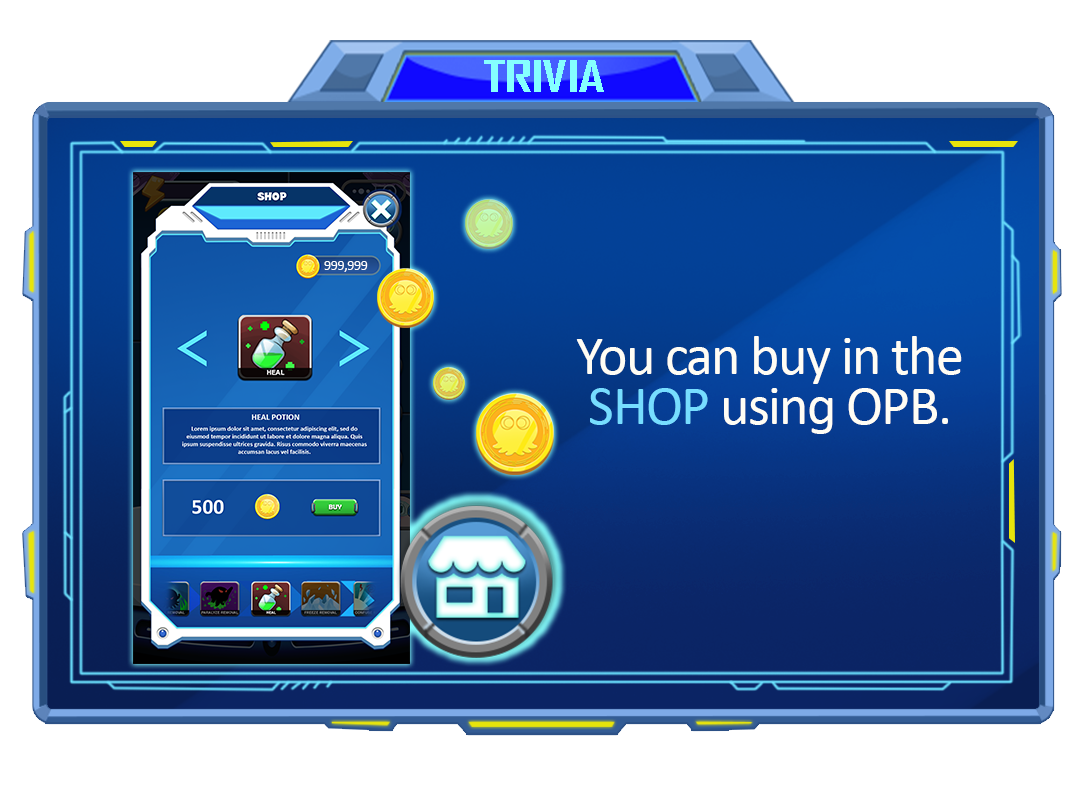 TRIVIA
SHOP
999,999
HEAL
HEAL POTION
Lorem ipsum dolor sit amet, consectetur adipiscing elit, sed do
eiusmod tempor incididunt ut labore et dolore magna aliqua. Quis
ipsum suspendisse ultrices gravida. Risus commodo viverra maecenas
accumsan lacus vel facilisis.
500
BUY
PARALYZE REMOVAL
HEAL
FREEZE REMOVAL
You can buy in the
SHOP using OPB.